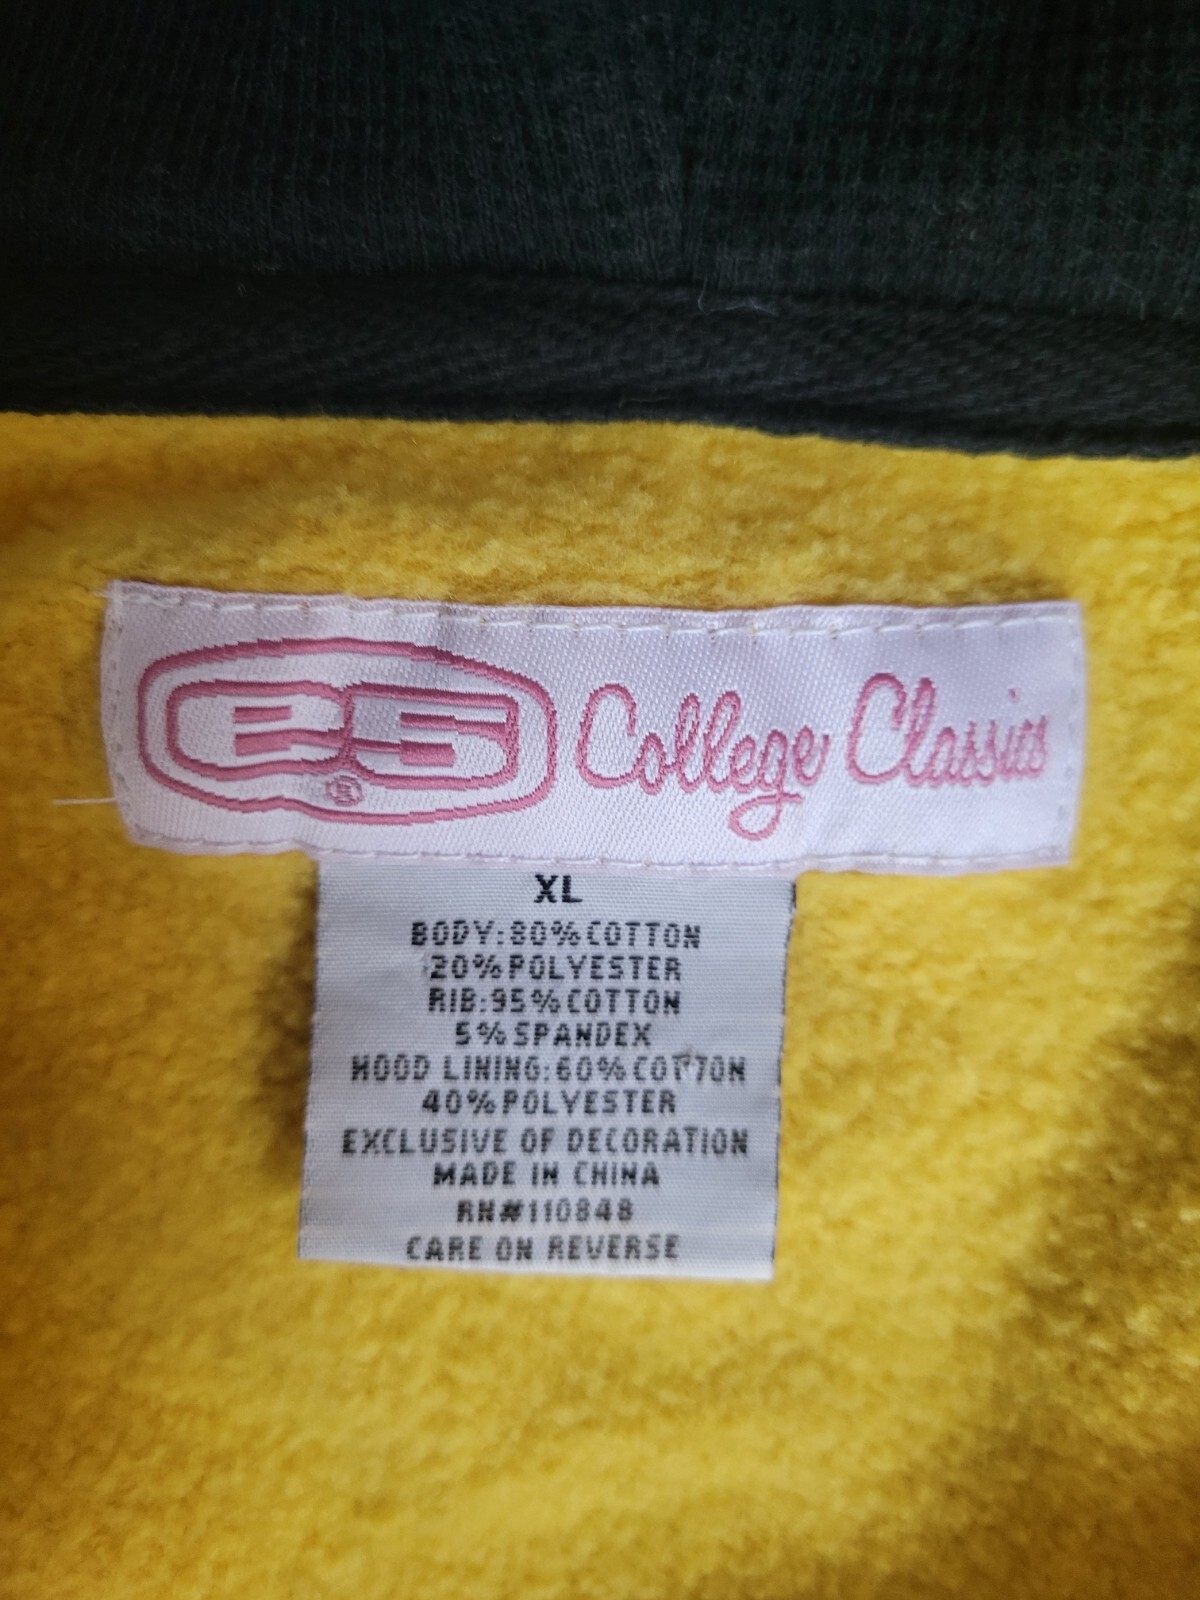 E5 ® College Classics
XL
BODY:80%COTTON
20%POLYESTER
RIB:95%COTTON
5%SPANDEX
HOOD LINING:60%COTTON
40%POLYESTER
EXCLUSIVE OF DECORATION
MADE IN CHINA
RN#110848
CARE ON REVERSE